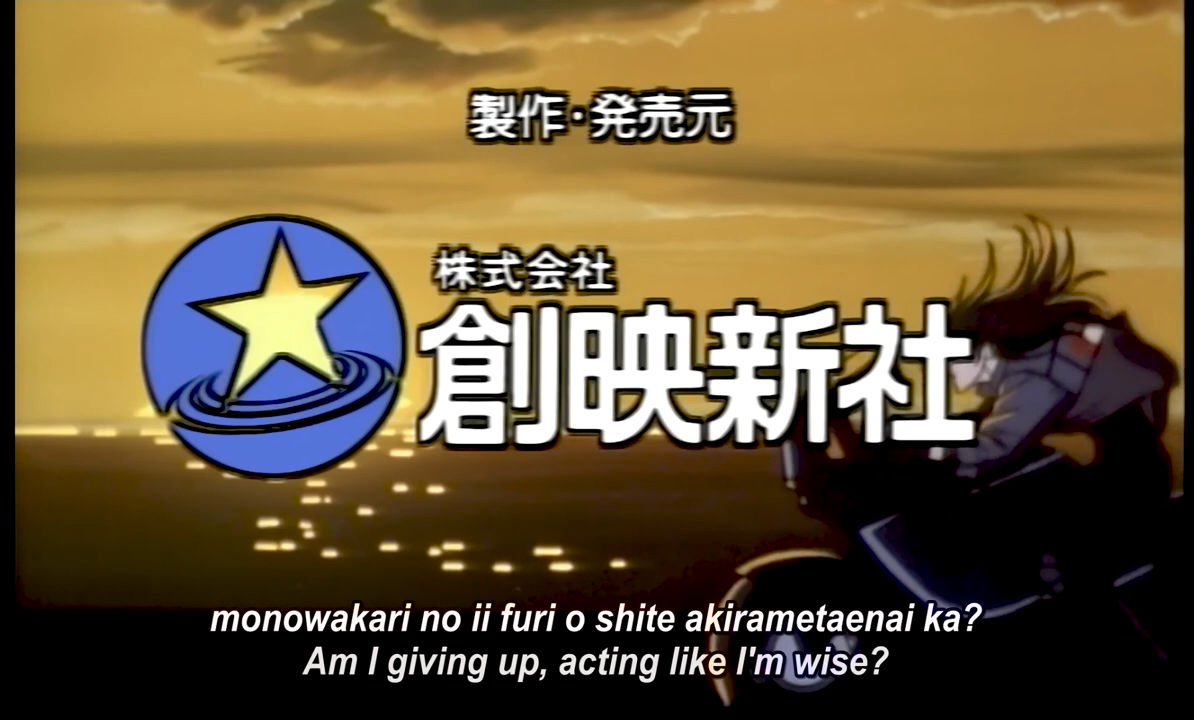 製作・発売元
株式会社
創映新社
monowakari no ii furi o shite akirametaenai ka?
Am I giving up, acting like I'm wise?